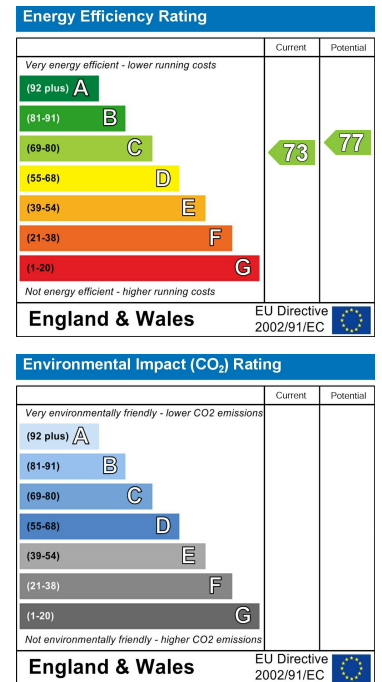 Energy Efficiency Rating
Current Potential
Very energy efficient - lower running costs
(92 plus) A
(81-91) B
(69-80) C
73 77
(55-68) D
(39-54) E
(21-38) F
(1-20) G
Not energy efficient - higher running costs
England & Wales
EU Directive
2002/91/EC
Environmental Impact (CO₂) Rating
Current Potential
Very environmentally friendly - lower CO2 emissions
(92 plus) A
(81-91) B
(69-80) C
(55-68) D
(39-54) E
(21-38) F
(1-20) G
Not environmentally friendly - higher CO2 emissions
England & Wales
EU Directive
2002/91/EC